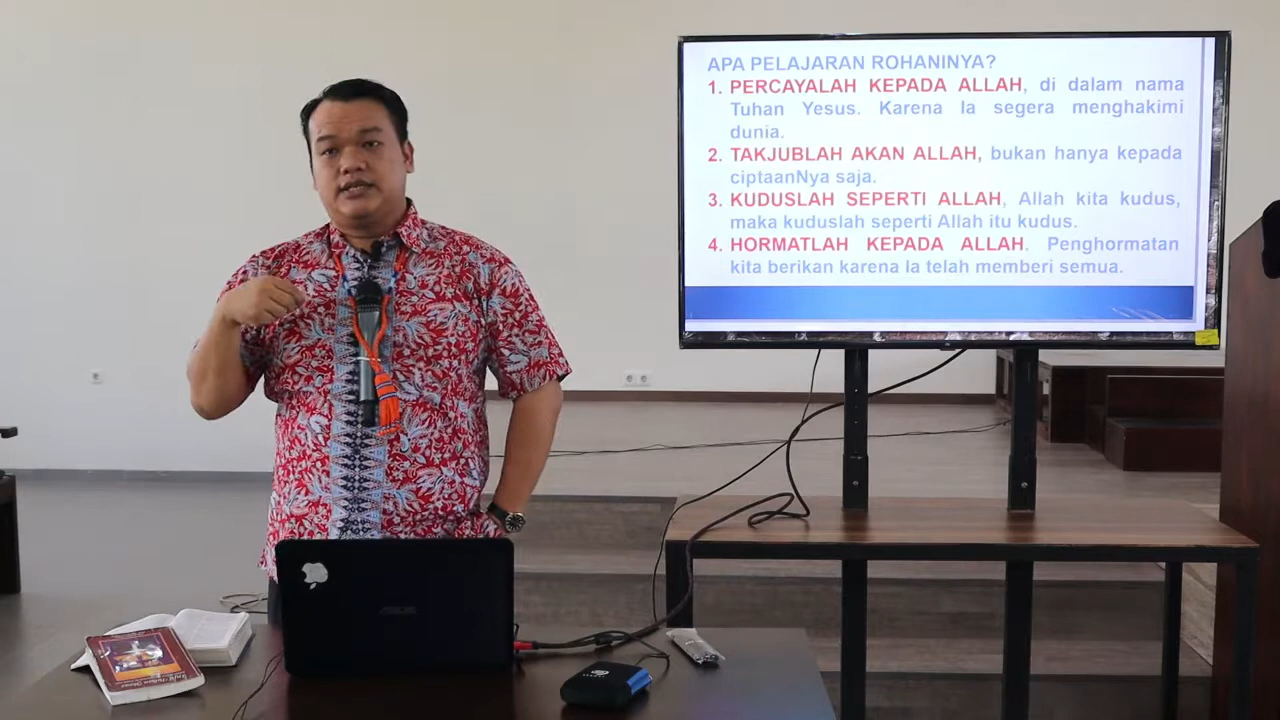 APA PELAJARAN ROHANINYA?
1. PERCAYALAH KEPADA ALLAH, di dalam nama
Tuhan Yesus. Karena Ia segera menghakimi
dunia.
2. TAKJUBLAH AKAN ALLAH, bukan hanya kepada
ciptaanNya saja.
3. KUDUSLAH SEPERTI ALLAH, Allah kita kudus,
maka kuduslah seperti Allah itu kudus.
4. HORMATLAH KEPADA ALLAH. Penghormatan
kita berikan karena Ia telah memberi semua.
ASUS